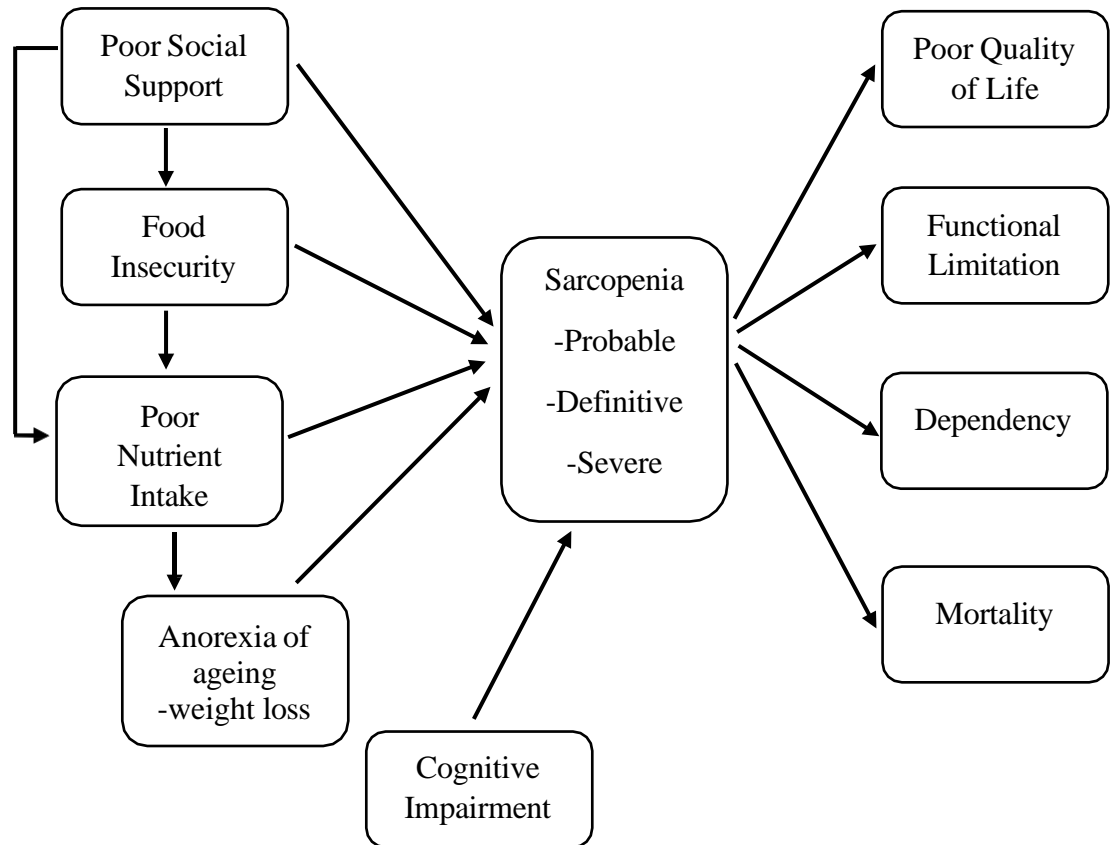 Poor Social
Support
Food
Insecurity
Poor
Nutrient
Intake
Anorexia of
ageing
-weight loss
Cognitive
Impairment
Sarcopenia
-Probable
-Definitive
-Severe
Poor Quality
of Life
Functional
Limitation
Dependency
Mortality